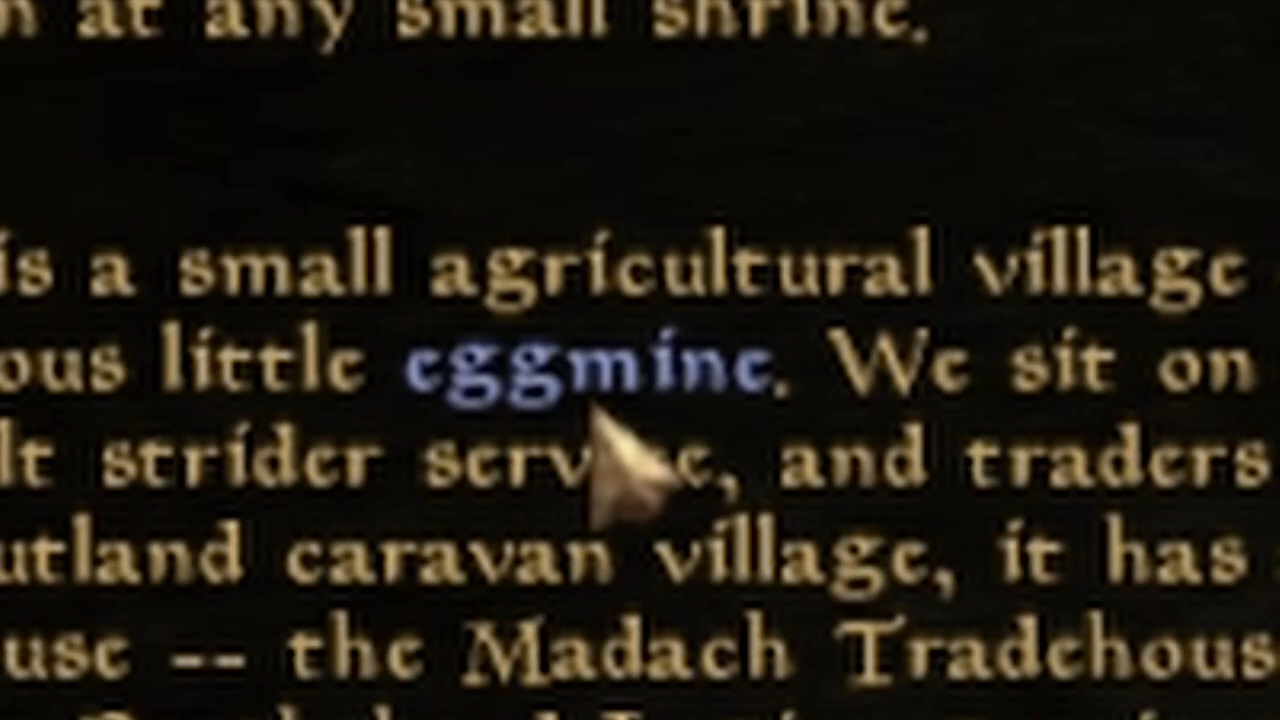 at any small shrine.
is a small agricultural village
ous little eggmine. We sit on
lt strider service, and traders
utland caravan village, it has
use -- the Madach Tradehous